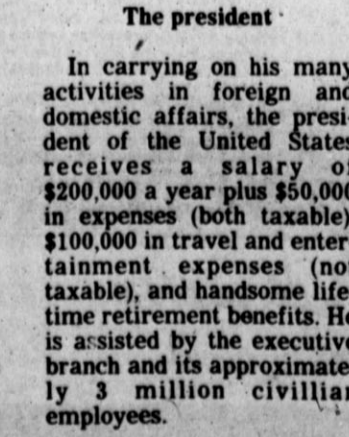 The president
In carrying on his many
activities in foreign and
domestic affairs, the presi-
dent of the United States
receives a salary of
$200,000 a year plus $50,000
in expenses (both taxable)
$100,000 in travel and enter-
tainment expenses (not
taxable), and handsome life-
time retirement benefits. He
is assisted by the executive
branch and its approximate-
ly 3 million civillian
employees.